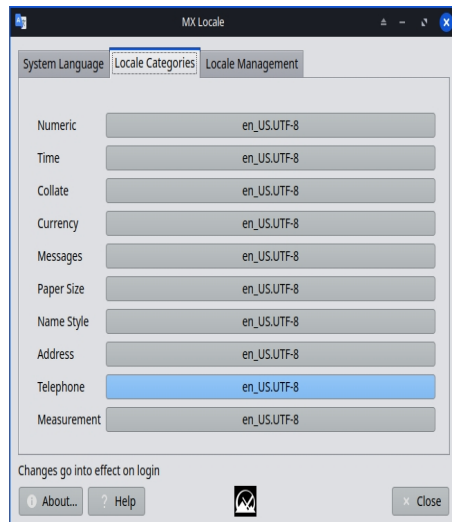 MX Locale
System Language Locale Categories Locale Management
Numeric en_US.UTF-8
Time en_US.UTF-8
Collate en_US.UTF-8
Currency en_US.UTF-8
Messages en_US.UTF-8
Paper Size en_US.UTF-8
Name Style en_US.UTF-8
Address en_US.UTF-8
Telephone en_US.UTF-8
Measurement en_US.UTF-8
Changes go into effect on login
About... ? Help × Close